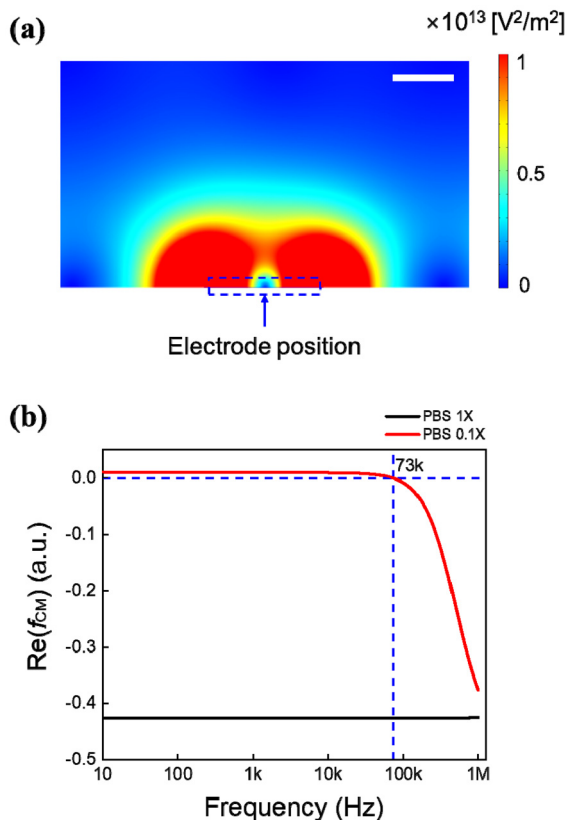 (a)
×10¹³ [V²/m²]
1
0.5
0
Electrode position
(b)
PBS 1X
PBS 0.1X
73k
0.0
-0.1
-0.2
-0.3
-0.4
-0.5
Re(fCM) (a.u.)
10 100 1k 10k 100k 1M
Frequency (Hz)